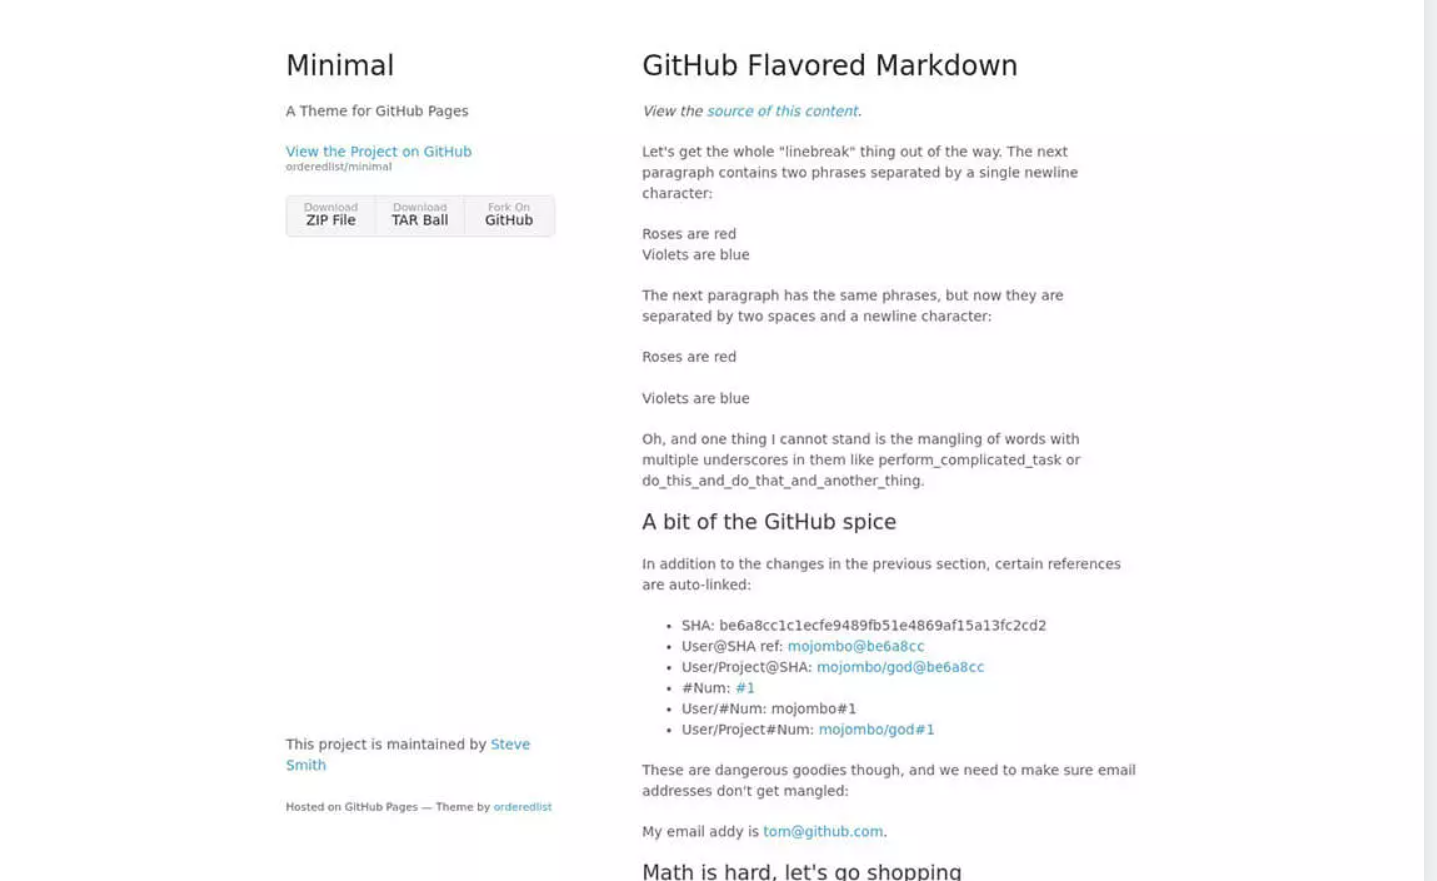 Minimal
A Theme for GitHub Pages
View the Project on GitHub
orderedlist/minimal
Download
ZIP File
Download
TAR Ball
Fork On
GitHub
This project is maintained by Steve
Smith
Hosted on GitHub Pages — Theme by orderedlist
GitHub Flavored Markdown
View the source of this content.
Let's get the whole "linebreak" thing out of the way. The next
paragraph contains two phrases separated by a single newline
character:
Roses are red
Violets are blue
The next paragraph has the same phrases, but now they are
separated by two spaces and a newline character:
Roses are red
Violets are blue
Oh, and one thing I cannot stand is the mangling of words with
multiple underscores in them like perform_complicated_task or
do_this_and_do_that_and_another_thing.
A bit of the GitHub spice
In addition to the changes in the previous section, certain references
are auto-linked:
• SHA: be6a8cc1c1ecfe9489fb51e4869af15a13fc2cd2
• User@SHA ref: mojombo@be6a8cc
• User/Project@SHA: mojombo/god@be6a8cc
• #Num: #1
• User/#Num: mojombo#1
• User/Project#Num: mojombo/god#1
These are dangerous goodies though, and we need to make sure email
addresses don't get mangled:
My email addy is tom@github.com.
Math is hard, let's go shopping